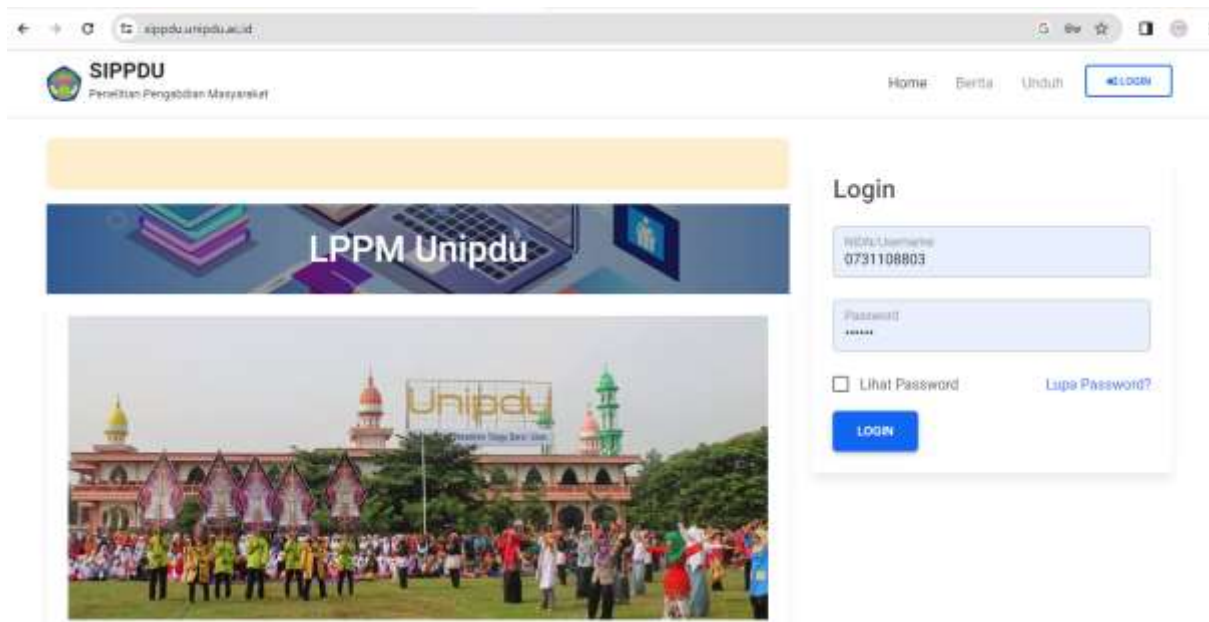 sippdu.unipdu.ac.id
SIPPDU
Penelitian Pengabdian Masyarakat
Home
Berita
Unduh
LOGIN
LPPM Unipdu
Unipdu
Login
NIDN/Username
0731108803
Password
••••••
Lihat Password
Lupa Password?
LOGIN